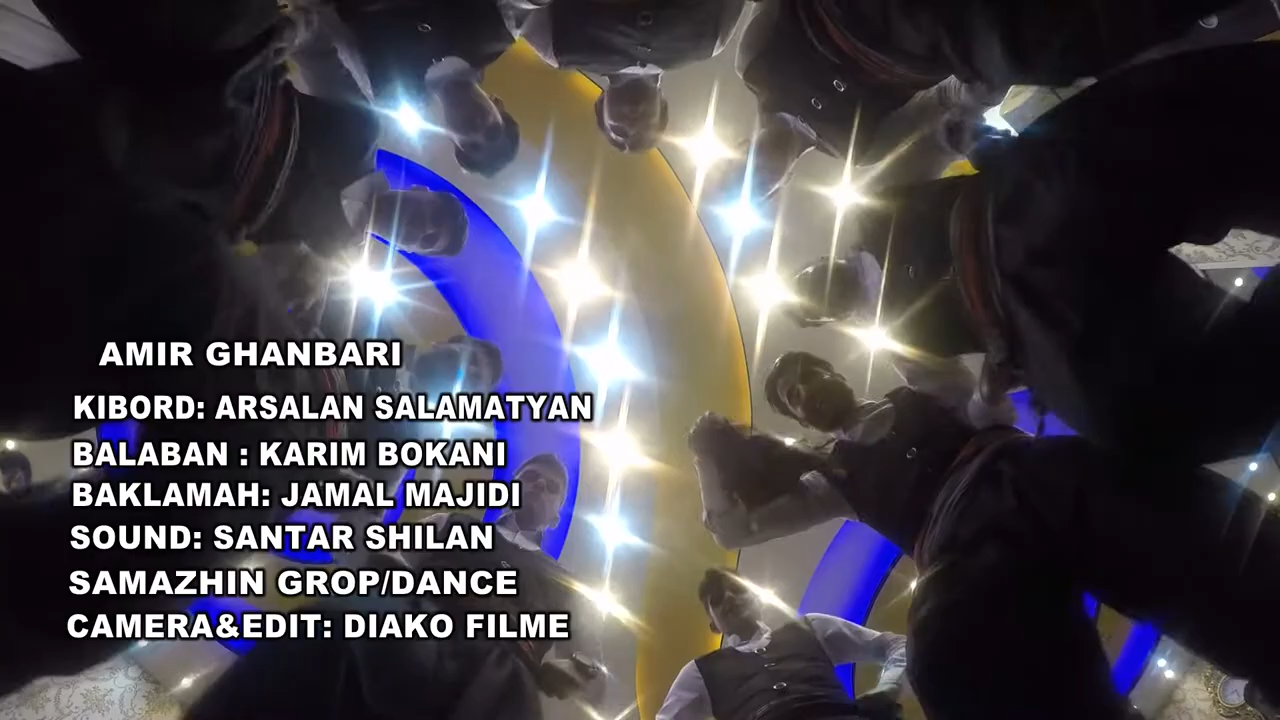 AMIR GHANBARI
KIBORD: ARSALAN SALAMATYAN
BALABAN : KARIM BOKANI
BAKLAMAH: JAMAL MAJIDI
SOUND: SANTAR SHILAN
SAMAZHIN GROP/DANCE
CAMERA&EDIT: DIAKO FILME